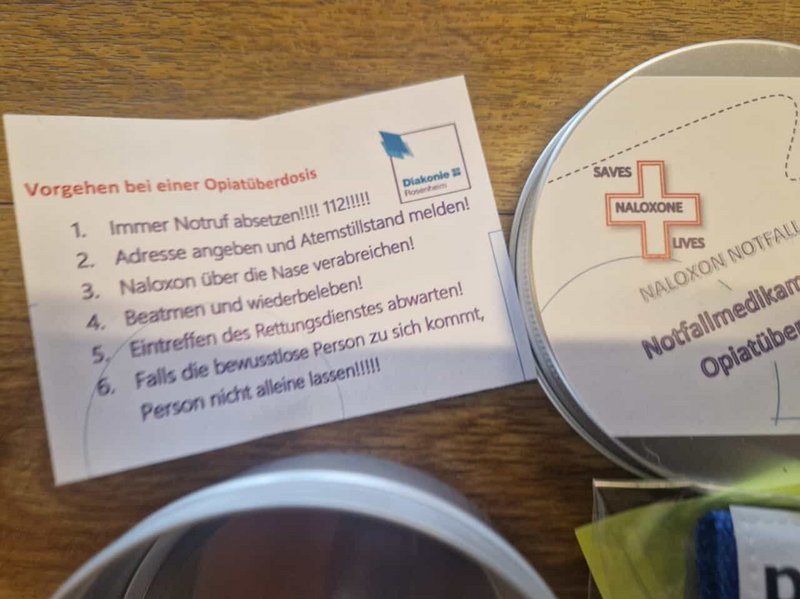 Vorgehen bei einer Opiatüberdosis
Diakonie
Rosenheim
1. Immer Notruf absetzen!!!! 112!!!!!
2. Adresse angeben und Atemstillstand melden!
3. Naloxon über die Nase verabreichen!
4. Beatmen und wiederbeleben!
5. Eintreffen des Rettungsdienstes abwarten!
6. Falls die bewusstlose Person zu sich kommt,
Person nicht alleine lassen!!!!!
SAVES
NALOXONE
LIVES
NALOXON NOTFALL
Notfallmedikam
Opiatüber
p